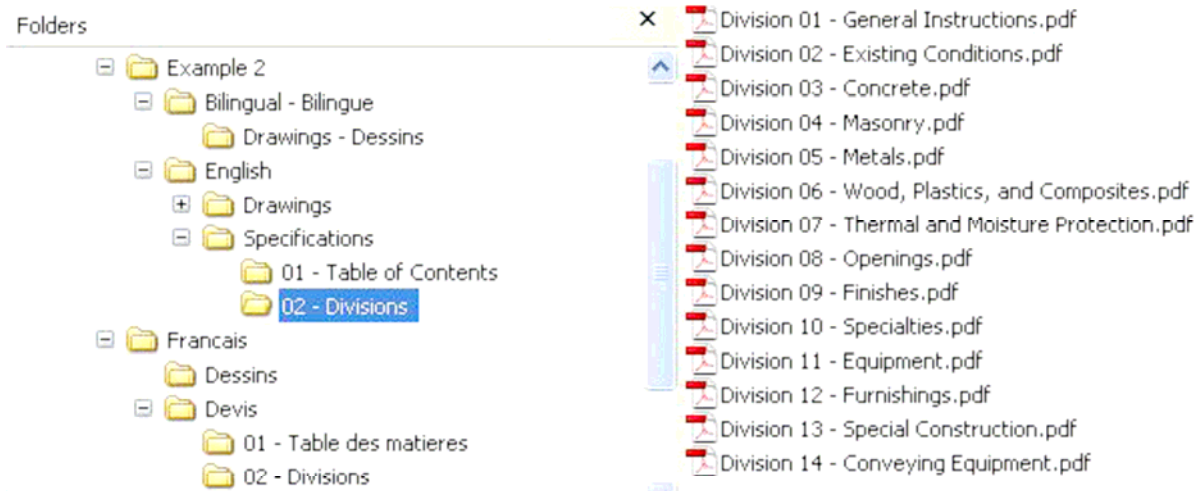 Folders
Example 2
Bilingual - Bilingue
Drawings - Dessins
English
Drawings
Specifications
01 - Table of Contents
02 - Divisions
Francais
Dessins
Devis
01 - Table des matieres
02 - Divisions
Division 01 - General Instructions.pdf
Division 02 - Existing Conditions.pdf
Division 03 - Concrete.pdf
Division 04 - Masonry.pdf
Division 05 - Metals.pdf
Division 06 - Wood, Plastics, and Composites.pdf
Division 07 - Thermal and Moisture Protection.pdf
Division 08 - Openings.pdf
Division 09 - Finishes.pdf
Division 10 - Specialties.pdf
Division 11 - Equipment.pdf
Division 12 - Furnishings.pdf
Division 13 - Special Construction.pdf
Division 14 - Conveying Equipment.pdf